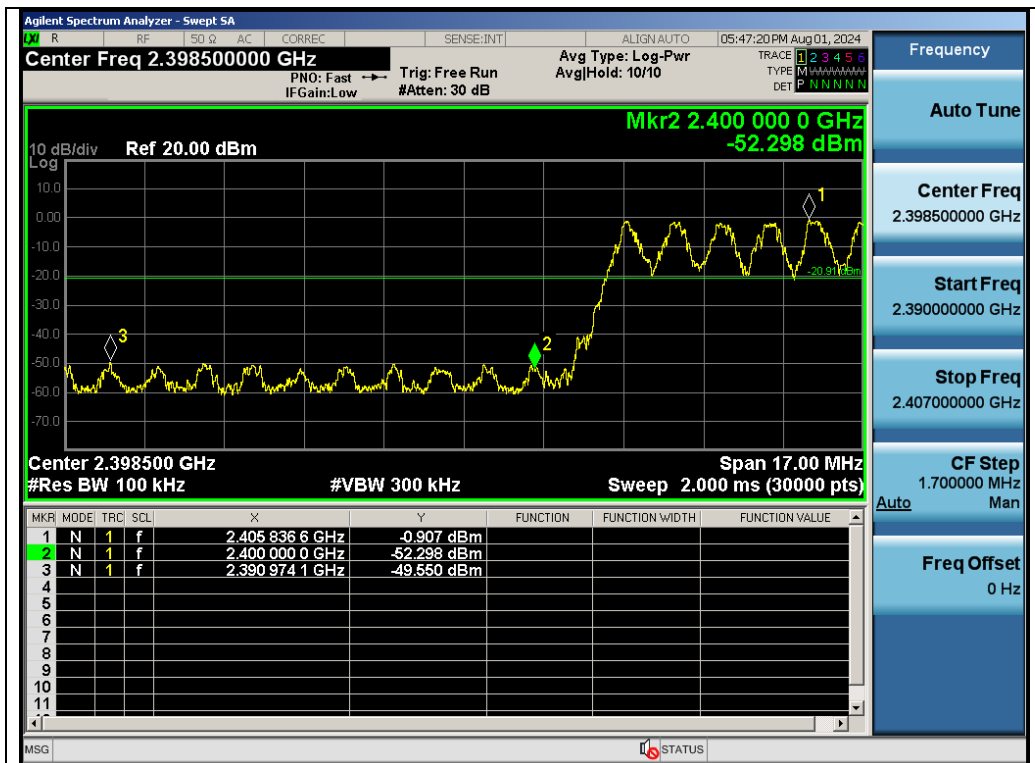 Agilent Spectrum Analyzer - Swept SA
LXI R RF 50 Ω AC CORREC SENSE:INT ALIGN AUTO 05:47:20 PM Aug 01, 2024
Center Freq 2.398500000 GHz
PNO: Fast
IFGain:Low
Trig: Free Run
#Atten: 30 dB
Avg Type: Log-Pwr
Avg|Hold: 10/10
TRACE 1 2 3 4 5 6
TYPE M
DET P N N N N N
Mkr2 2.400 000 0 GHz
-52.298 dBm
10 dB/div Ref 20.00 dBm
Log
10.0
0.00
-10.0
-20.0
-30.0
-40.0
-50.0
-60.0
-70.0
1
-20.91 dBm
3
2
Center 2.398500 GHz Span 17.00 MHz
#Res BW 100 kHz #VBW 300 kHz Sweep 2.000 ms (30000 pts)
MKR MODE TRC SCL X Y FUNCTION FUNCTION WIDTH FUNCTION VALUE
1 N 1 f 2.405 836 6 GHz -0.907 dBm
2 N 1 f 2.400 000 0 GHz -52.298 dBm
3 N 1 f 2.390 974 1 GHz -49.550 dBm
4
5
6
7
8
9
10
11
MSG STATUS
Frequency
Auto Tune
Center Freq
2.398500000 GHz
Start Freq
2.390000000 GHz
Stop Freq
2.407000000 GHz
CF Step
1.700000 MHz
Auto Man
Freq Offset
0 Hz